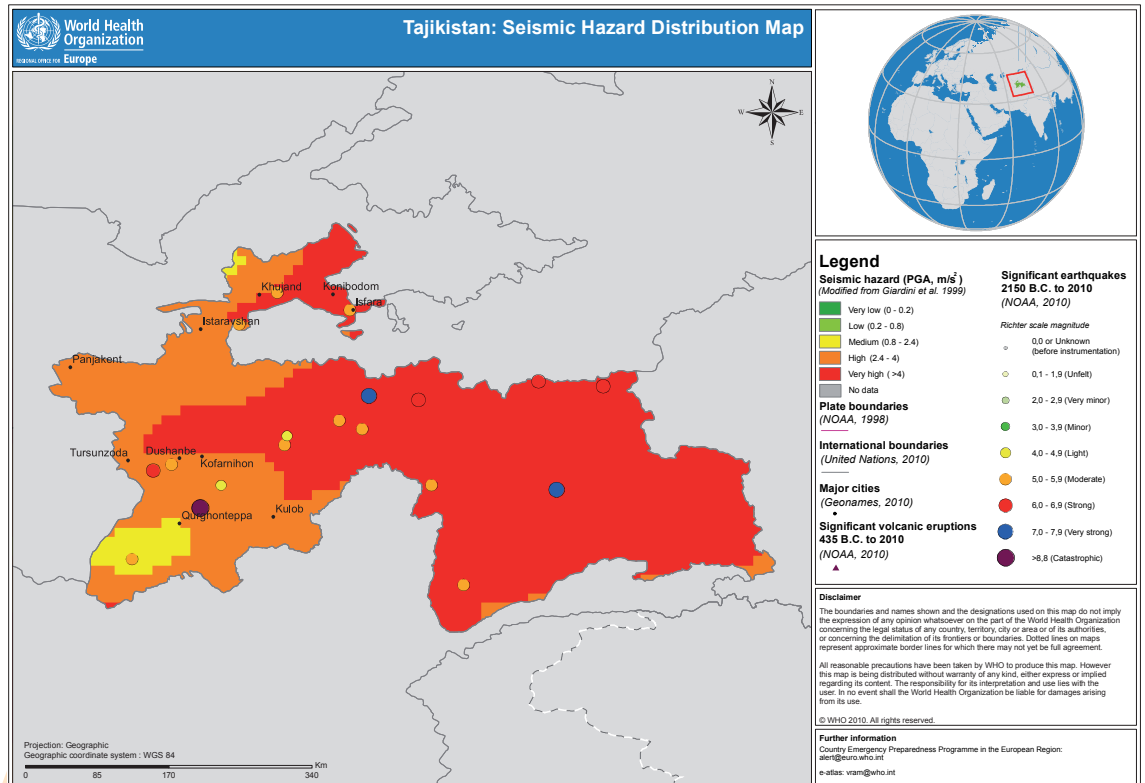 World Health
Organization
REGIONAL OFFICE FOR Europe
Tajikistan: Seismic Hazard Distribution Map
N
W
E
S
Khujand
Konibodom
Isfara
Istaravshan
Panjakent
Tursunzoda
Dushanbe
Kofarnihon
Qurghonteppa
Kulob
Projection: Geographic
Geographic coordinate system : WGS 84
Km
0 85 170 340
Legend
Seismic hazard (PGA, m/s²)
(Modified from Giardini et al. 1999)
Very low (0 - 0.2)
Low (0.2 - 0.8)
Medium (0.8 - 2.4)
High (2.4 - 4)
Very high ( >4)
No data
Plate boundaries
(NOAA, 1998)
International boundaries
(United Nations, 2010)
Major cities
(Geonames, 2010)
Significant volcanic eruptions
435 B.C. to 2010
(NOAA, 2010)
Significant earthquakes
2150 B.C. to 2010
(NOAA, 2010)
Richter scale magnitude
0,0 or Unknown
(before instrumentation)
0,1 - 1,9 (Unfelt)
2,0 - 2,9 (Very minor)
3,0 - 3,9 (Minor)
4,0 - 4,9 (Light)
5,0 - 5,9 (Moderate)
6,0 - 6,9 (Strong)
7,0 - 7,9 (Very strong)
>8,8 (Catastrophic)
Disclaimer
The boundaries and names shown and the designations used on this map do not imply
the expression of any opinion whatsoever on the part of the World Health Organization
concerning the legal status of any country, territory, city or area or of its authorities,
or concerning the delimitation of its frontiers or boundaries. Dotted lines on maps
represent approximate border lines for which there may not yet be full agreement.
All reasonable precautions have been taken by WHO to produce this map. However
this map is being distributed without warranty of any kind, either express or implied
regarding its content. The responsibility for its interpretation and use lies with the
user. In no event shall the World Health Organization be liable for damages arising
from its use.
© WHO 2010. All rights reserved.
Further information
Country Emergency Preparedness Programme in the European Region:
alert@euro.who.int
e-atlas: vram@who.int